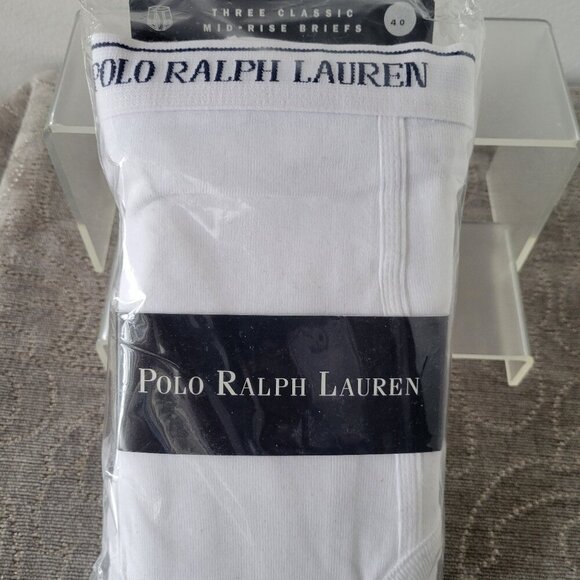 THREE CLASSIC
MID•RISE BRIEFS
40
POLO RALPH LAUREN
POLO RALPH LAUREN